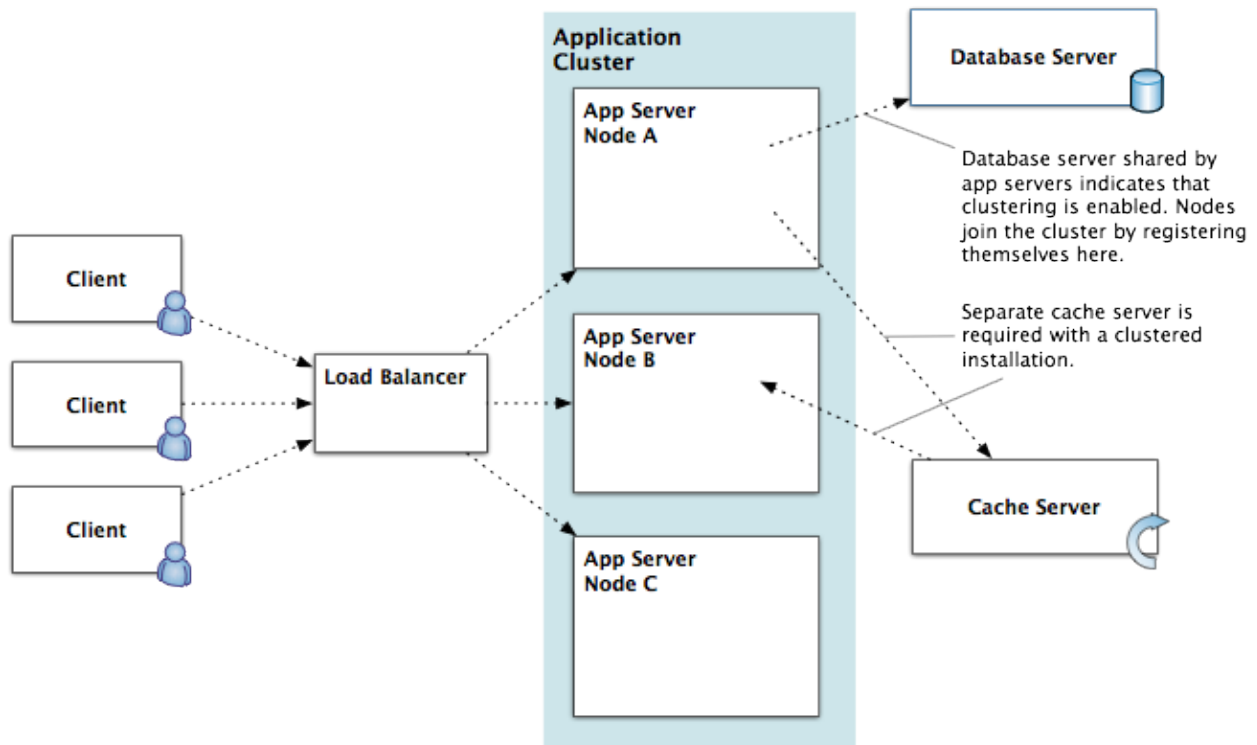 Application
Cluster
Database Server
App Server
Node A
Database server shared by
app servers indicates that
clustering is enabled. Nodes
join the cluster by registering
themselves here.
Client
Client
Client
Load Balancer
App Server
Node B
Separate cache server is
required with a clustered
installation.
Cache Server
App Server
Node C